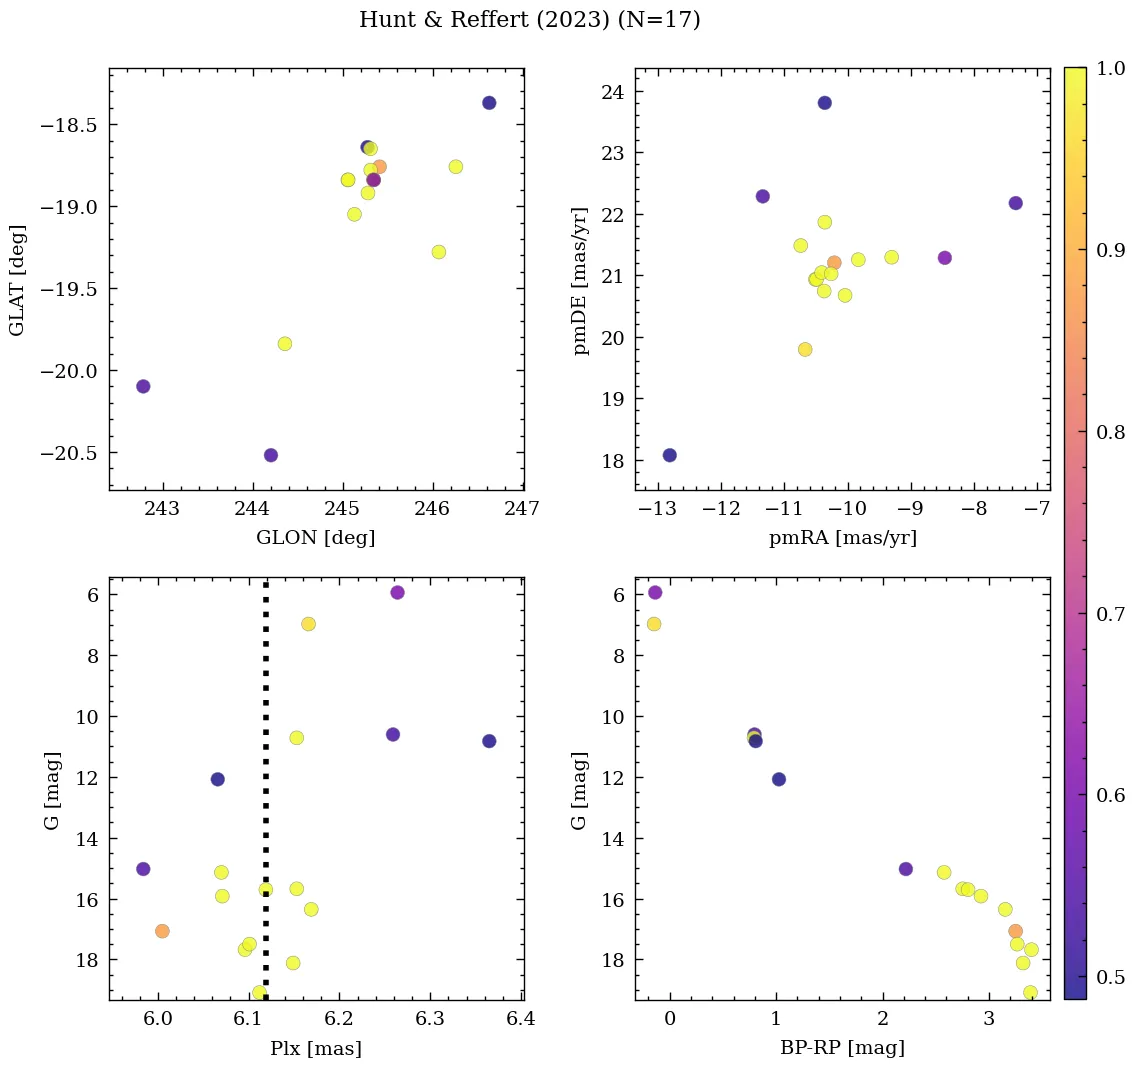 Hunt & Reffert (2023) (N=17)
−18.5
−19.0
−19.5
−20.0
−20.5
GLAT [deg]
243 244 245 246 247
GLON [deg]
24
23
22
21
20
19
18
pmDE [mas/yr]
−13 −12 −11 −10 −9 −8 −7
pmRA [mas/yr]
6
8
10
12
14
16
18
G [mag]
6.0 6.1 6.2 6.3 6.4
Plx [mas]
6
8
10
12
14
16
18
G [mag]
0 1 2 3
BP-RP [mag]
1.0
0.9
0.8
0.7
0.6
0.5